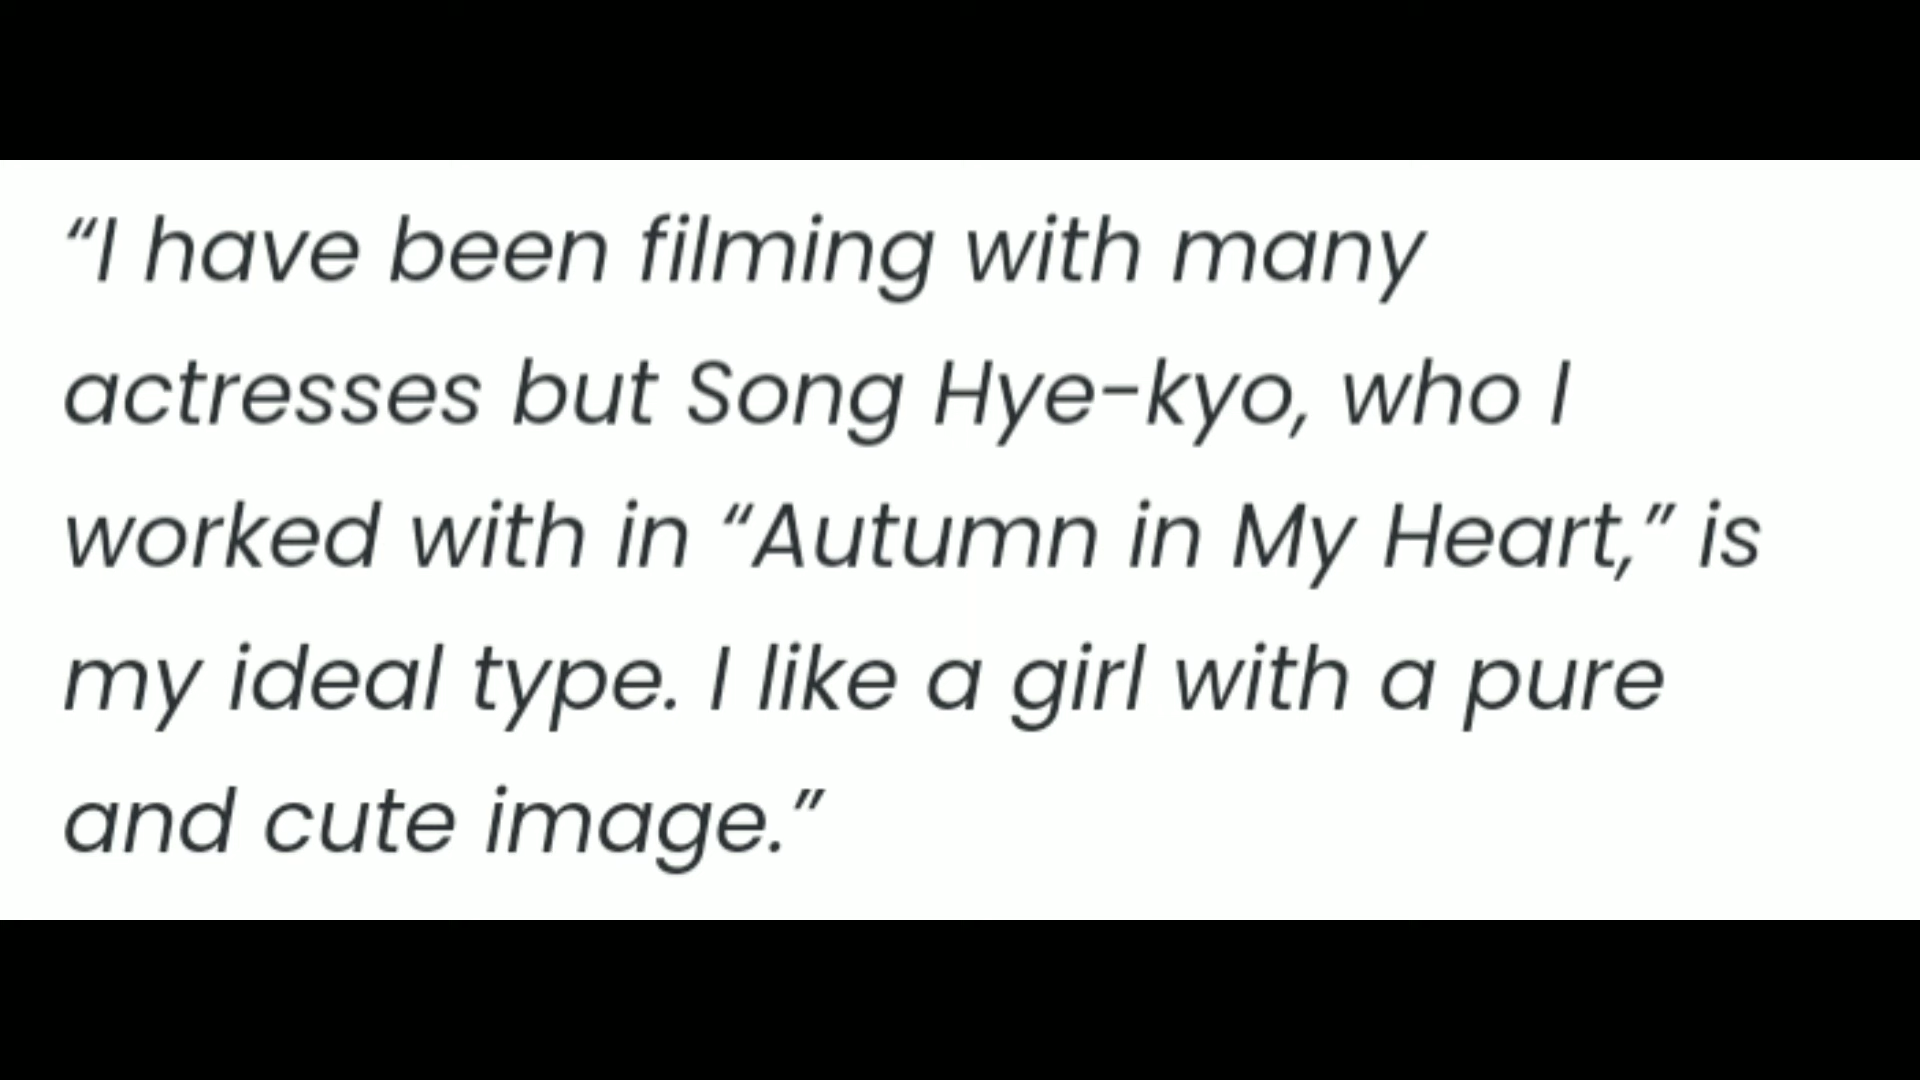 “I have been filming with many
actresses but Song Hye-kyo, who I
worked with in “Autumn in My Heart,” is
my ideal type. I like a girl with a pure
and cute image.”